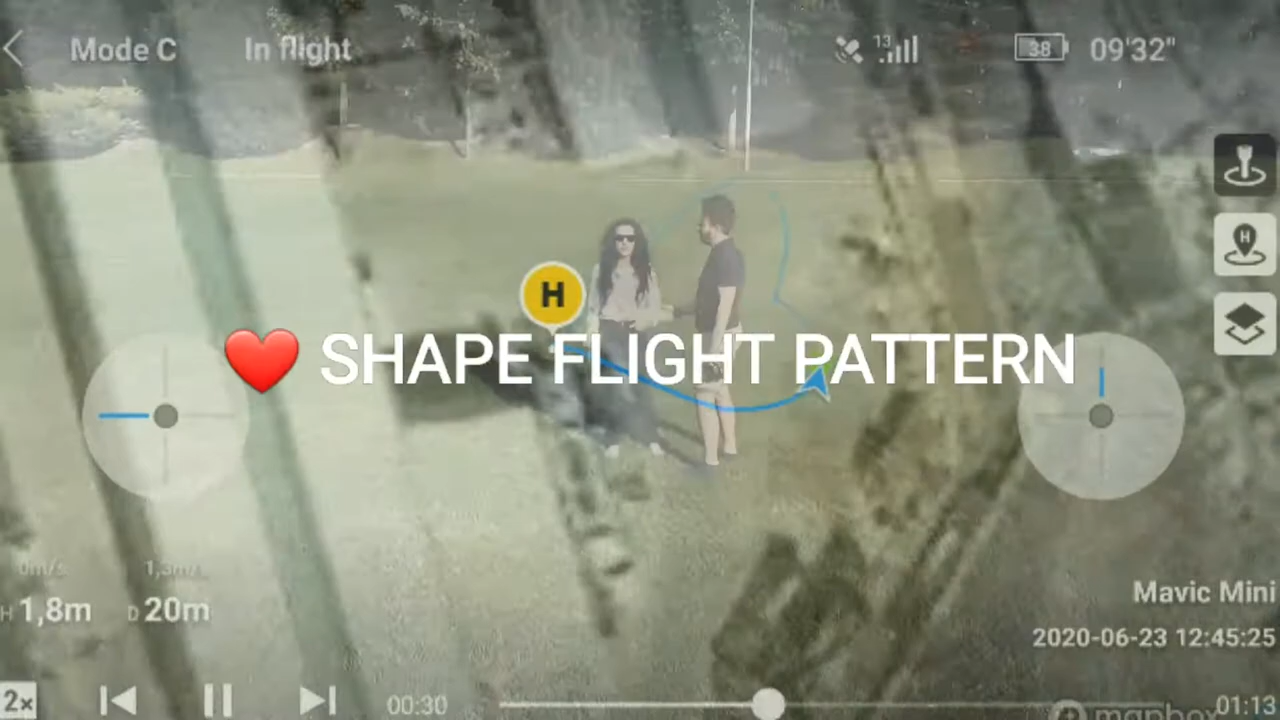 Mode C In flight 13 38 09'32"
H
H
❤️ SHAPE FLIGHT PATTERN
0m/s 1,3m/s
H 1,8m D 20m
Mavic Mini
2020-06-23 12:45:25
2× 00:30 01:13
mapbox